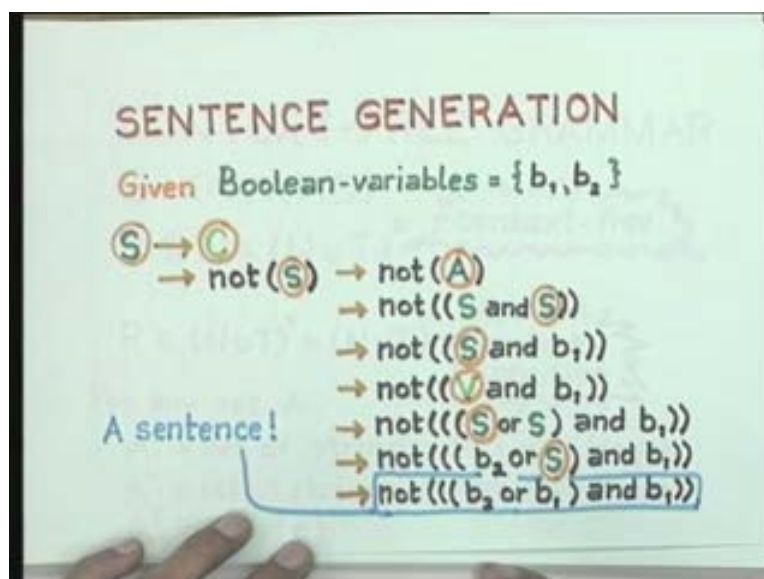 SENTENCE GENERATION
Given Boolean-variables = {b₁, b₂}
S → C
→ not(S) → not(A)
→ not((S and S))
→ not((S and b₁))
→ not((V and b₁))
→ not(((S or S) and b₁))
A sentence!
→ not(((b₂ or S) and b₁))
→ not(((b₂ or b₁) and b₁))